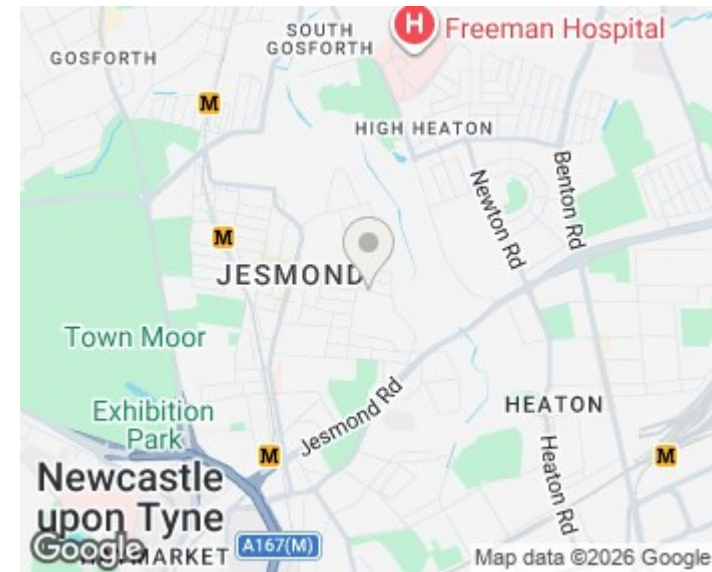 SOUTH
GOSFORTH
GOSFORTH
H
Freeman Hospital
M
HIGH HEATON
Benton Rd
Newton Rd
M
JESMOND
Town Moor
Exhibition
Park
Jesmond Rd
HEATON
Heaton Rd
M
M
Newcastle
upon Tyne
Google
MARKET
A167(M)
Map data ©2026 Google